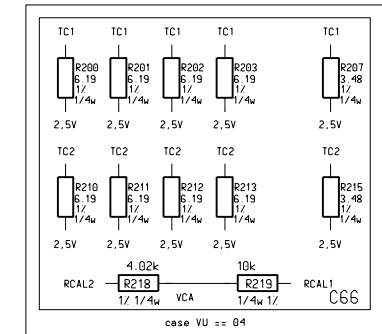 TC1 TC1 TC1 TC1 TC1
R200 R201 R202 R203 R207
6.19 6.19 6.19 6.19 3.48
1% 1% 1% 1% 1%
1/4w 1/4w 1/4w 1/4w 1/4w
2,5V 2,5V 2,5V 2,5V 2,5V
TC2 TC2 TC2 TC2 TC2
R210 R211 R212 R213 R215
6.19 6.19 6.19 6.19 3.48
1% 1% 1% 1% 1%
1/4w 1/4w 1/4w 1/4w 1/4w
2,5V 2,5V 2,5V 2,5V 2,5V
4.02k 10k
RCAL2 R218 R219 RCAL1
1% 1/4w VCA 1/4w 1% C66
case VU == 04